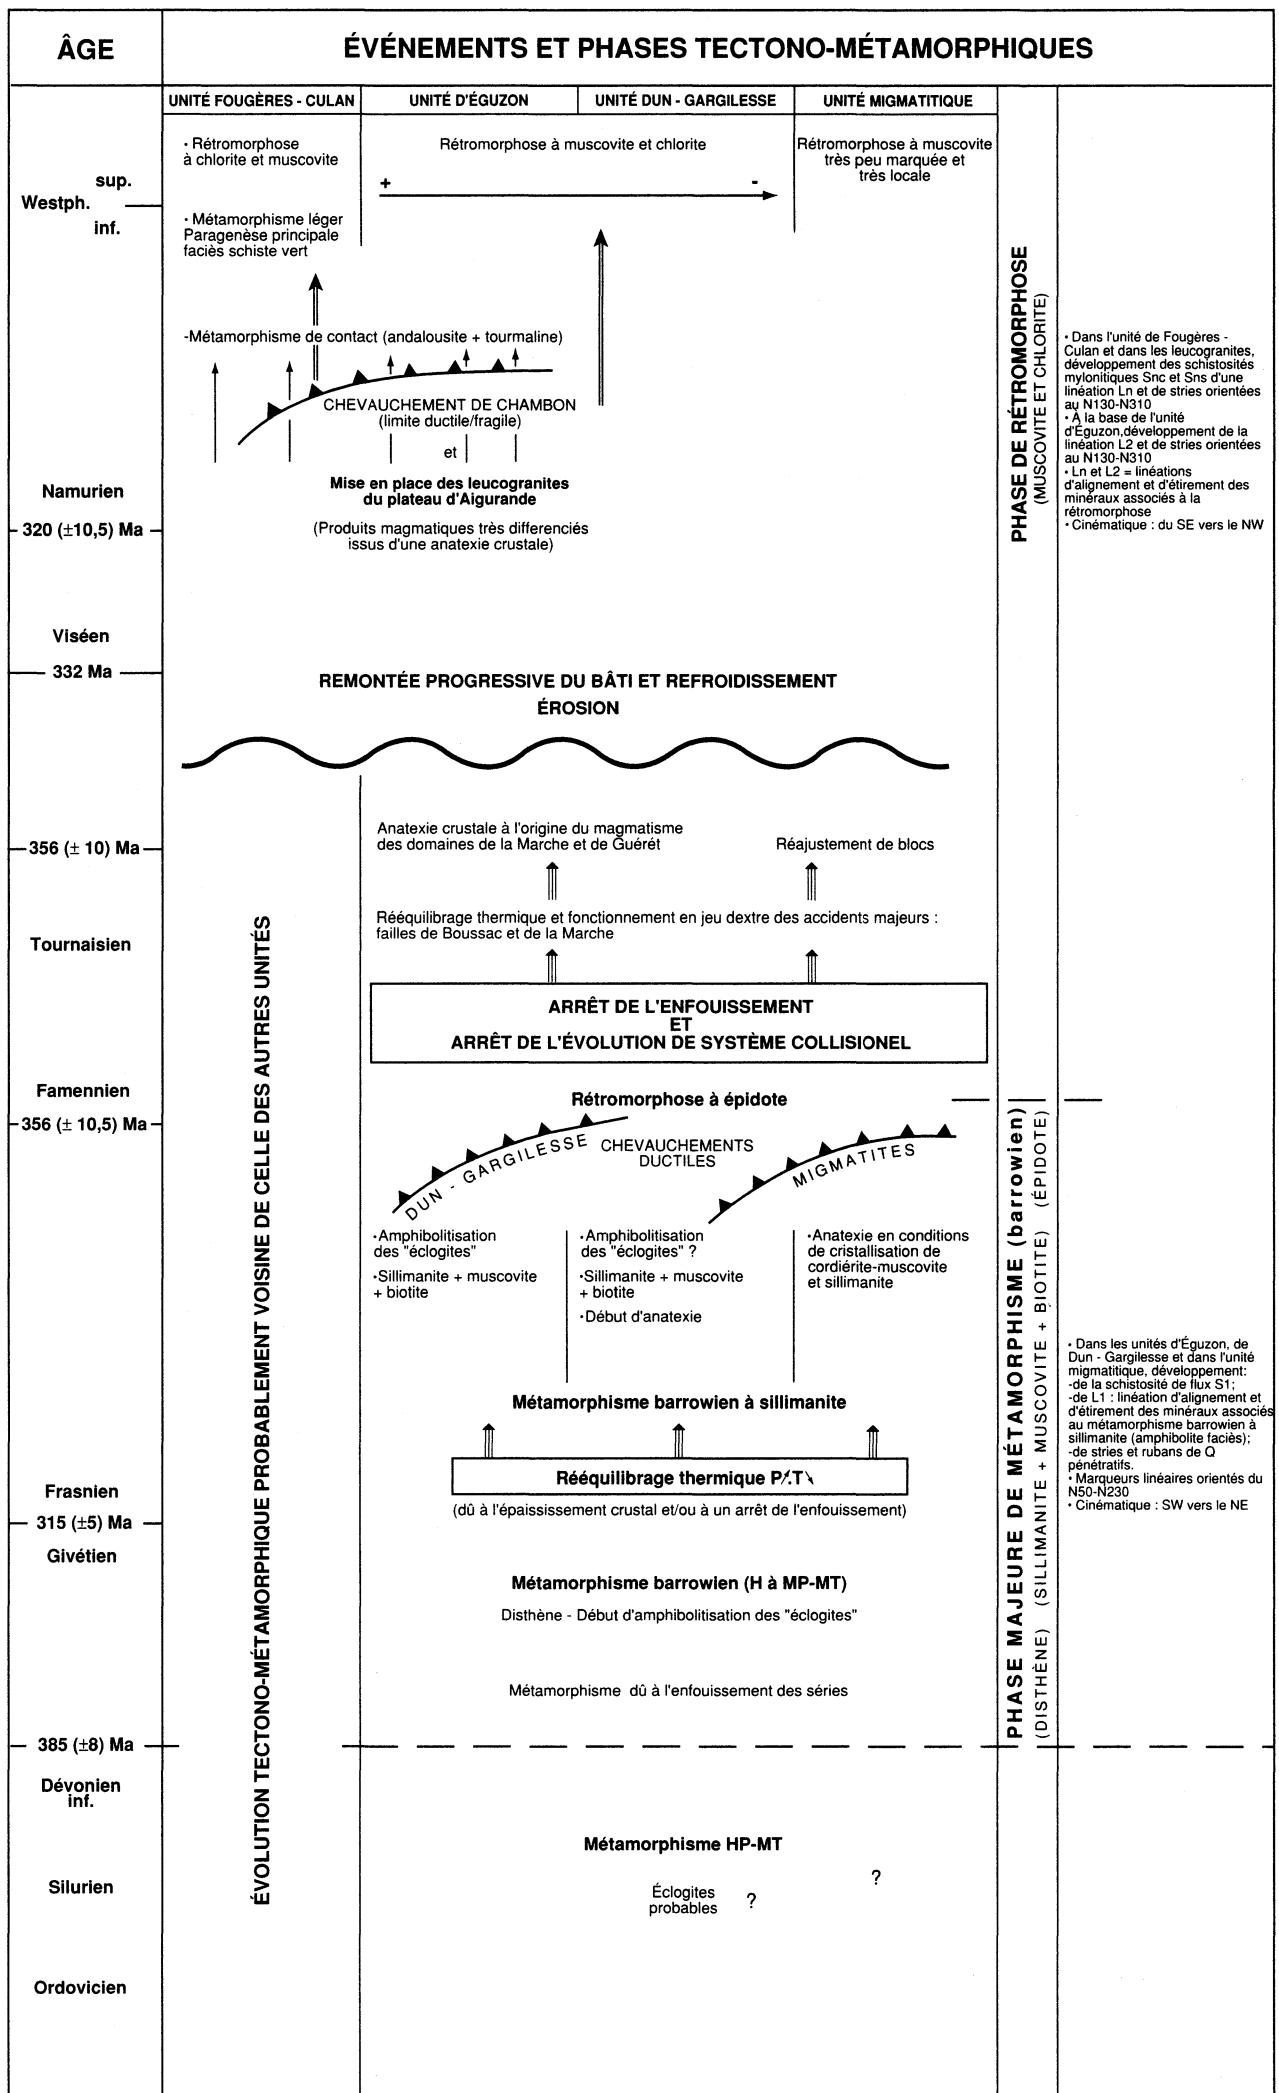 ÂGE
ÉVÉNEMENTS ET PHASES TECTONO-MÉTAMORPHIQUES
UNITÉ FOUGÈRES - CULAN
UNITÉ D'ÉGUZON
UNITÉ DUN - GARGILESSE
UNITÉ MIGMATITIQUE
Westph.
sup.
inf.
Namurien
320 (±10,5) Ma
Viséen
332 Ma
356 (± 10) Ma
Tournaisien
Famennien
356 (± 10,5) Ma
Frasnien
315 (±5) Ma
Givétien
385 (±8) Ma
Dévonien
inf.
Silurien
Ordovicien
• Rétromorphose
à chlorite et muscovite
• Métamorphisme léger
Paragenèse principale
faciès schiste vert
Rétromorphose à muscovite et chlorite
+
-
Rétromorphose à muscovite
très peu marquée et
très locale
-Métamorphisme de contact (andalousite + tourmaline)
CHEVAUCHEMENT DE CHAMBON
(limite ductile/fragile)
et
Mise en place des leucogranites
du plateau d'Aigurande
(Produits magmatiques très differenciés
issus d'une anatexie crustale)
REMONTÉE PROGRESSIVE DU BÂTI ET REFROIDISSEMENT
ÉROSION
Anatexie crustale à l'origine du magmatisme
des domaines de la Marche et de Guérét
Réajustement de blocs
Rééquilibrage thermique et fonctionnement en jeu dextre des accidents majeurs :
failles de Boussac et de la Marche
ARRÊT DE L'ENFOUISSEMENT
ET
ARRÊT DE L'ÉVOLUTION DE SYSTÈME COLLISIONEL
Rétromorphose à épidote
DUN - GARGILESSE
CHEVAUCHEMENTS
DUCTILES
MIGMATITES
•Amphibolitisation
des "éclogites"
•Sillimanite + muscovite
+ biotite
•Amphibolitisation
des "éclogites" ?
•Sillimanite + muscovite
+ biotite
•Début d'anatexie
•Anatexie en conditions
de cristallisation de
cordiérite-muscovite
et sillimanite
Métamorphisme barrowien à sillimanite
Rééquilibrage thermique P↗T↘
(dû à l'épaississement crustal et/ou à un arrêt de l'enfouissement)
Métamorphisme barrowien (H à MP-MT)
Disthène - Début d'amphibolitisation des "éclogites"
Métamorphisme dû à l'enfouissement des séries
Métamorphisme HP-MT
?
Éclogites
probables
?
ÉVOLUTION TECTONO-MÉTAMORPHIQUE PROBABLEMENT VOISINE DE CELLE DES AUTRES UNITÉS
PHASE DE RÉTROMORPHOSE
(MUSCOVITE ET CHLORITE)
PHASE MAJEURE DE MÉTAMORPHISME (barrowien)
(DISTHÈNE) (SILLIMANITE + MUSCOVITE + BIOTITE) (ÉPIDOTE)
• Dans l'unité de Fougères -
Culan et dans les leucogranites,
développement des schistosités
mylonitiques Snc et Sns d'une
linéation Ln et de stries orientées
au N130-N310
• À la base de l'unité
d'Éguzon,développement de la
linéation L2 et de stries orientées
au N130-N310
• Ln et L2 = linéations
d'alignement et d'étirement des
minéraux associés à la
rétromorphose
• Cinématique : du SE vers le NW
• Dans les unités d'Éguzon, de
Dun - Gargilesse et dans l'unité
migmatitique, développement:
-de la schistosité de flux S1;
-de L1 : linéation d'alignement et
d'étirement des minéraux associés
au métamorphisme barrowien à
sillimanite (amphibolite faciès);
-de stries et rubans de Q
pénétratifs.
• Marqueurs linéaires orientés du
N50-N230
• Cinématique : SW vers le NE